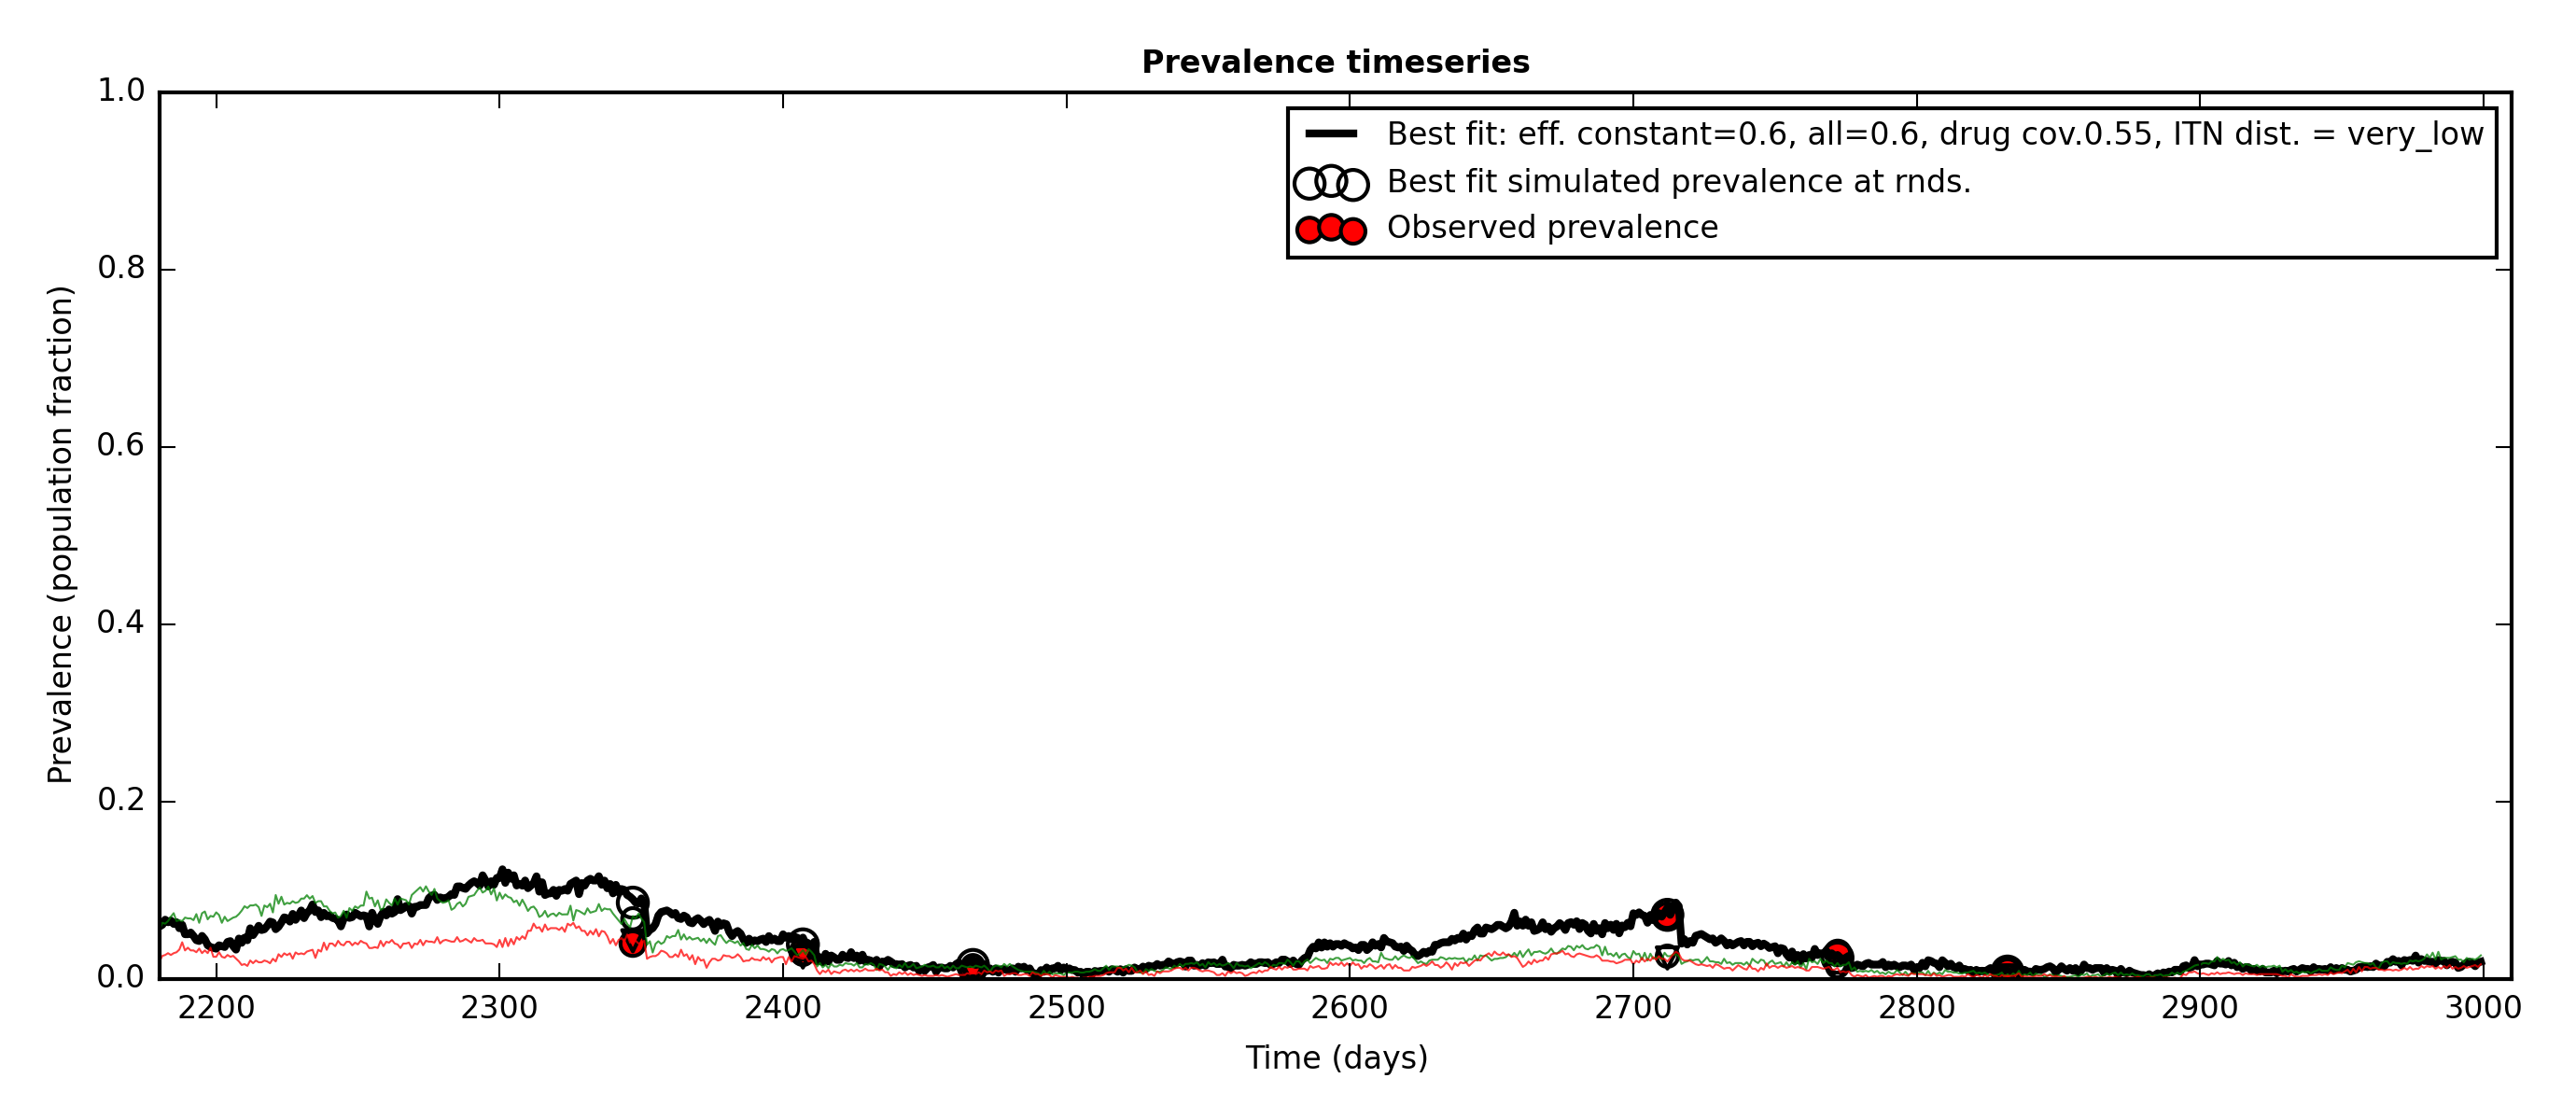 Prevalence timeseries
1.0
0.8
0.6
0.4
0.2
0.0
Prevalence (population fraction)
Best fit: eff. constant=0.6, all=0.6, drug cov.0.55, ITN dist. = very_low
Best fit simulated prevalence at rnds.
Observed prevalence
2200 2300 2400 2500 2600 2700 2800 2900 3000
Time (days)